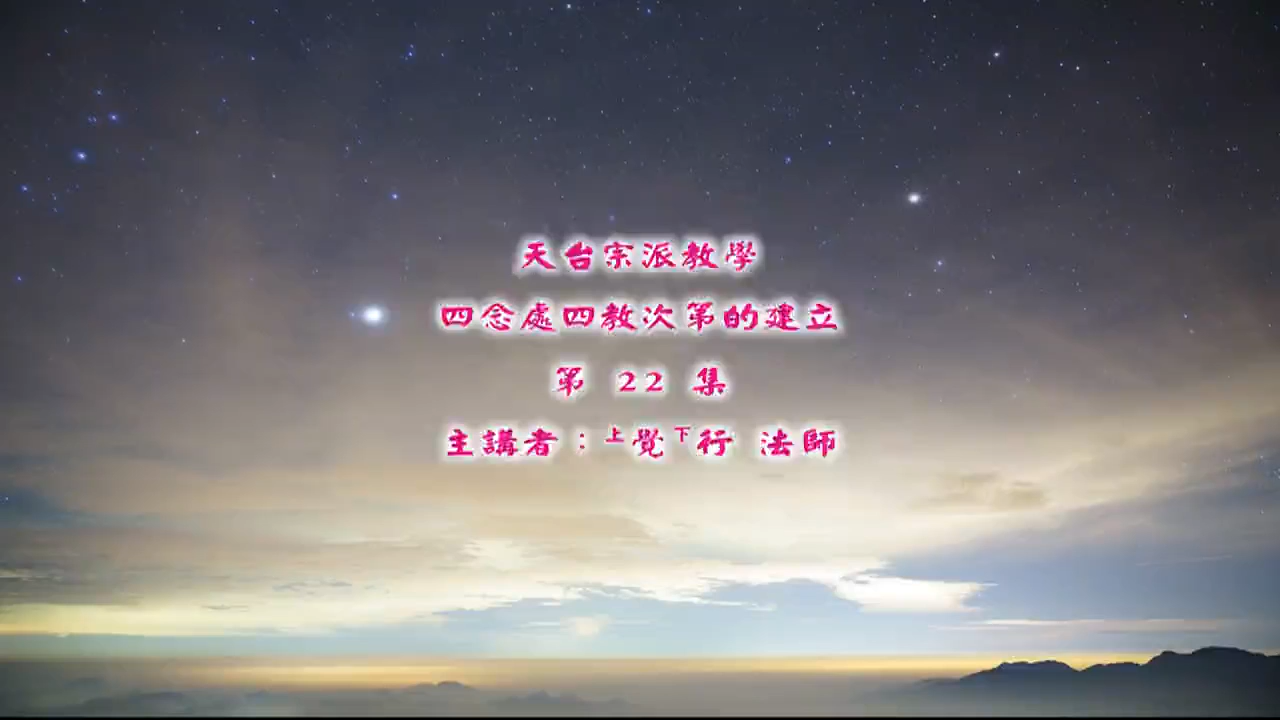 天台宗派教學
四念處四教次第的建立
第 22 集
主講者：上覺下行 法師